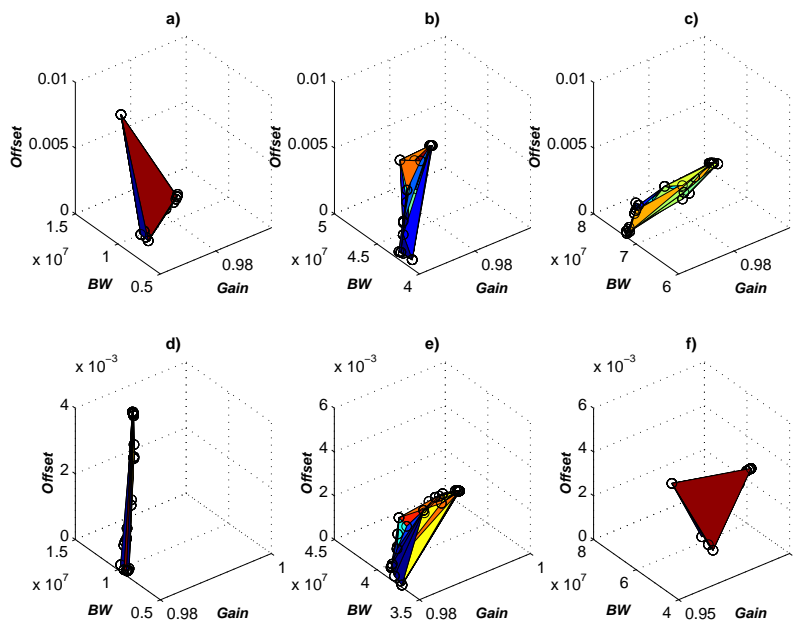 a)
b)
c)
0.01
0.005
0
Offset
1.5
1
0.5
x 10^7
BW
0.98
Gain
0.01
0.005
0
Offset
5
4.5
4
x 10^7
BW
0.98
Gain
0.01
0.005
0
Offset
8
7
6
x 10^7
BW
0.98
Gain
d)
e)
f)
x 10^−3
4
2
0
Offset
1.5
1
0.5
x 10^7
BW
0.98
1
Gain
x 10^−3
6
4
2
0
Offset
4.5
4
3.5
x 10^7
BW
0.98
1
Gain
x 10^−3
6
4
2
0
Offset
8
6
4
x 10^7
BW
0.95
Gain